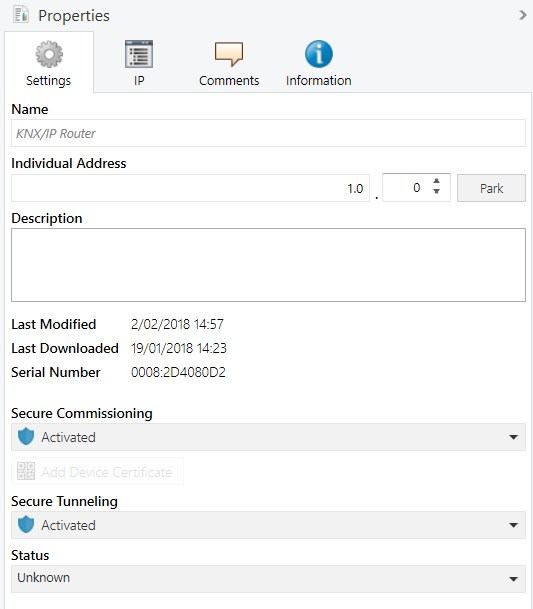 Properties
Settings
IP
Comments
Information
Name
KNX/IP Router
Individual Address
1.0 . 0 Park
Description
Last Modified 2/02/2018 14:57
Last Downloaded 19/01/2018 14:23
Serial Number 0008:2D4080D2
Secure Commissioning
Activated
Add Device Certificate
Secure Tunneling
Activated
Status
Unknown